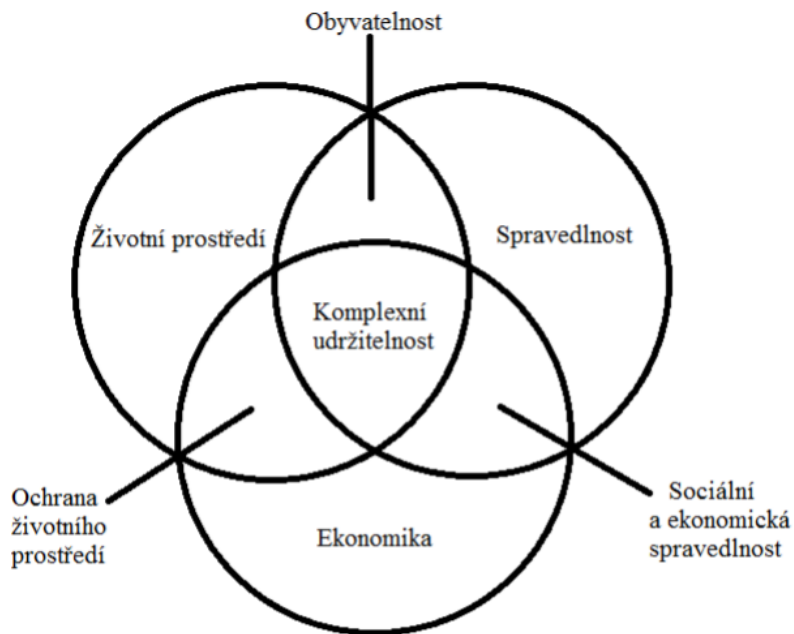 Obyvatelnost
Životní prostředí
Spravedlnost
Komplexní
udržitelnost
Ochrana
životního
prostředí
Ekonomika
Sociální
a ekonomická
spravedlnost